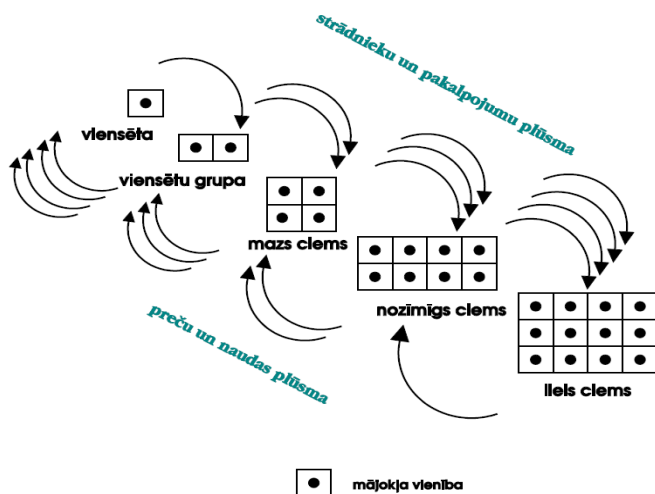 strādnieku un pakalpojumu plūsma
viensēta
viensētu grupa
mazs ciems
nozīmīgs ciems
preču un naudas plūsma
liels ciems
mājokļa vienība